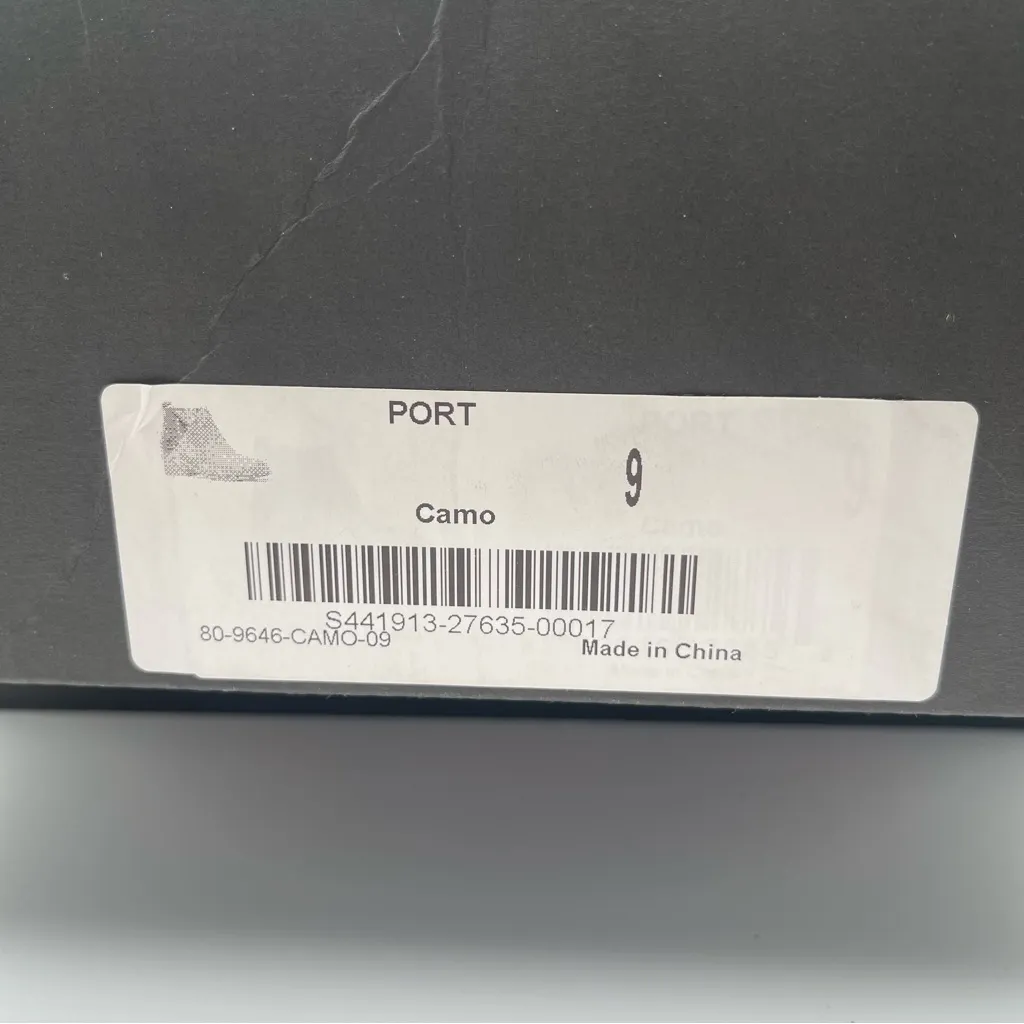 PORT
9
Camo
S441913-27635-00017
80-9646-CAMO-09
Made in China